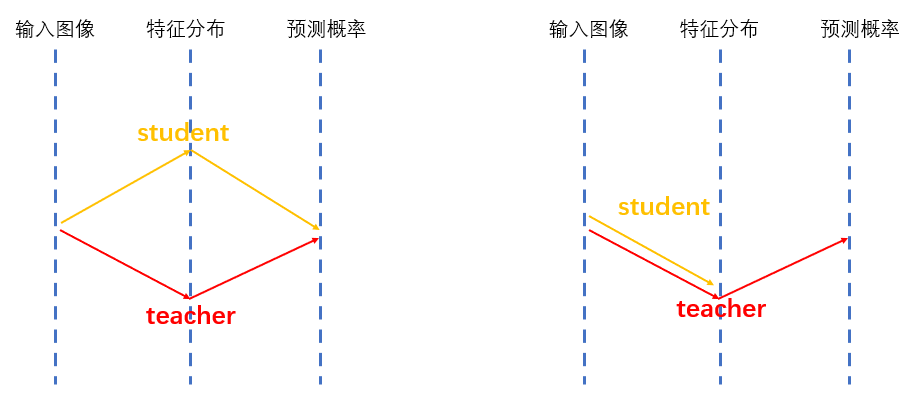 输入图像 特征分布 预测概率
student
teacher
输入图像 特征分布 预测概率
student
teacher